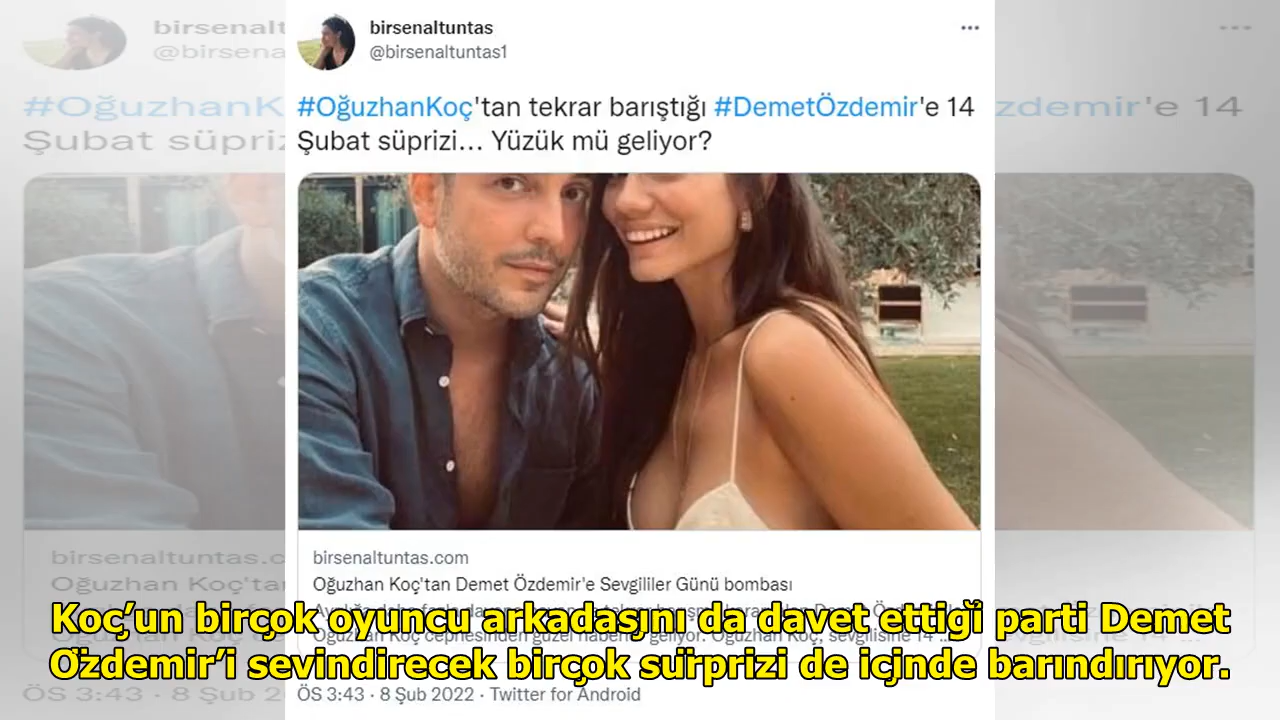 birsenaltuntas
@birsenaltuntas1
#OğuzhanKoç'tan tekrar barıştığı #DemetÖzdemir'e 14
Şubat süprizi... Yüzük mü geliyor?
birsenaltuntas.com
Oğuzhan Koç'tan Demet Özdemir'e Sevgililer Günü bombası
Koç’un birçok oyuncu arkadaşını da davet ettiği parti Demet
Özdemir’i sevindirecek birçok sürprizi de içinde barındırıyor.
ÖS 3:43 · 8 Şub 2022 · Twitter for Android